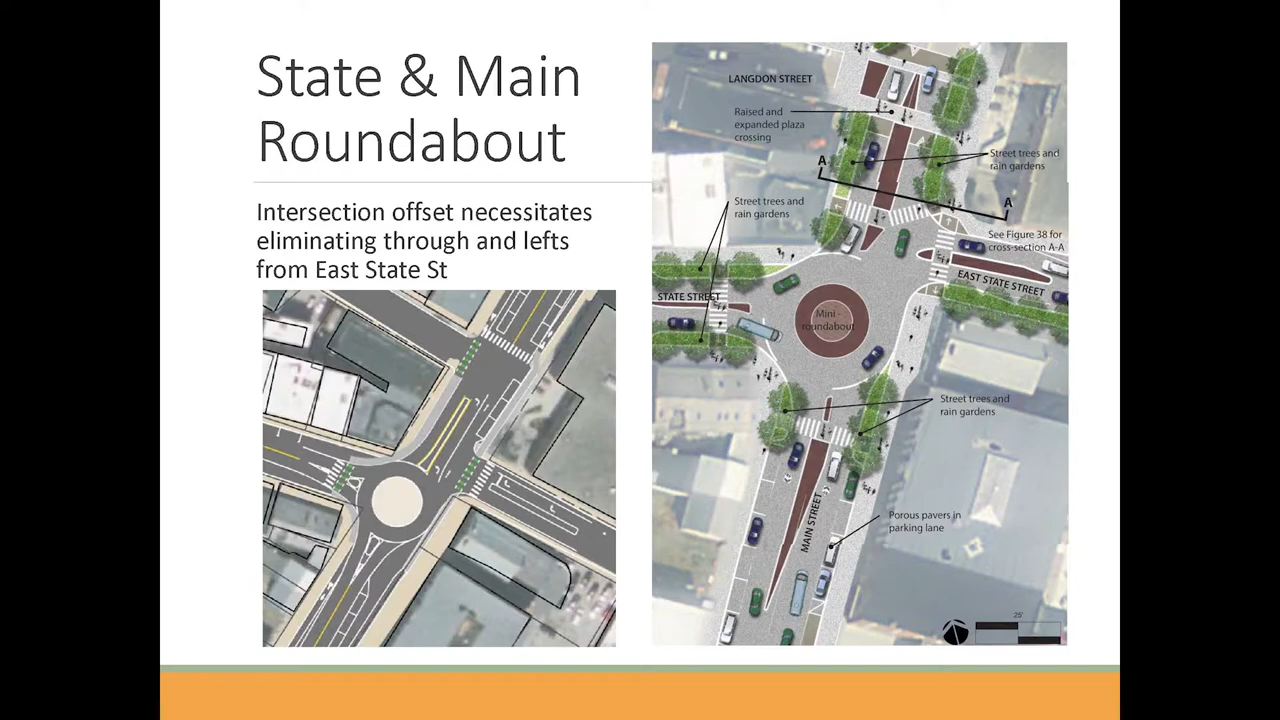 State & Main
Roundabout
Intersection offset necessitates
eliminating through and lefts
from East State St
LANGDON STREET
Raised and
expanded plaza
crossing
Street trees and
rain gardens
A
A
Street trees and
rain gardens
See Figure 38 for
cross-section A-A
EAST STATE STREET
STATE STREET
Mini -
roundabout
Street trees and
rain gardens
MAIN STREET
Porous pavers in
parking lane
25'